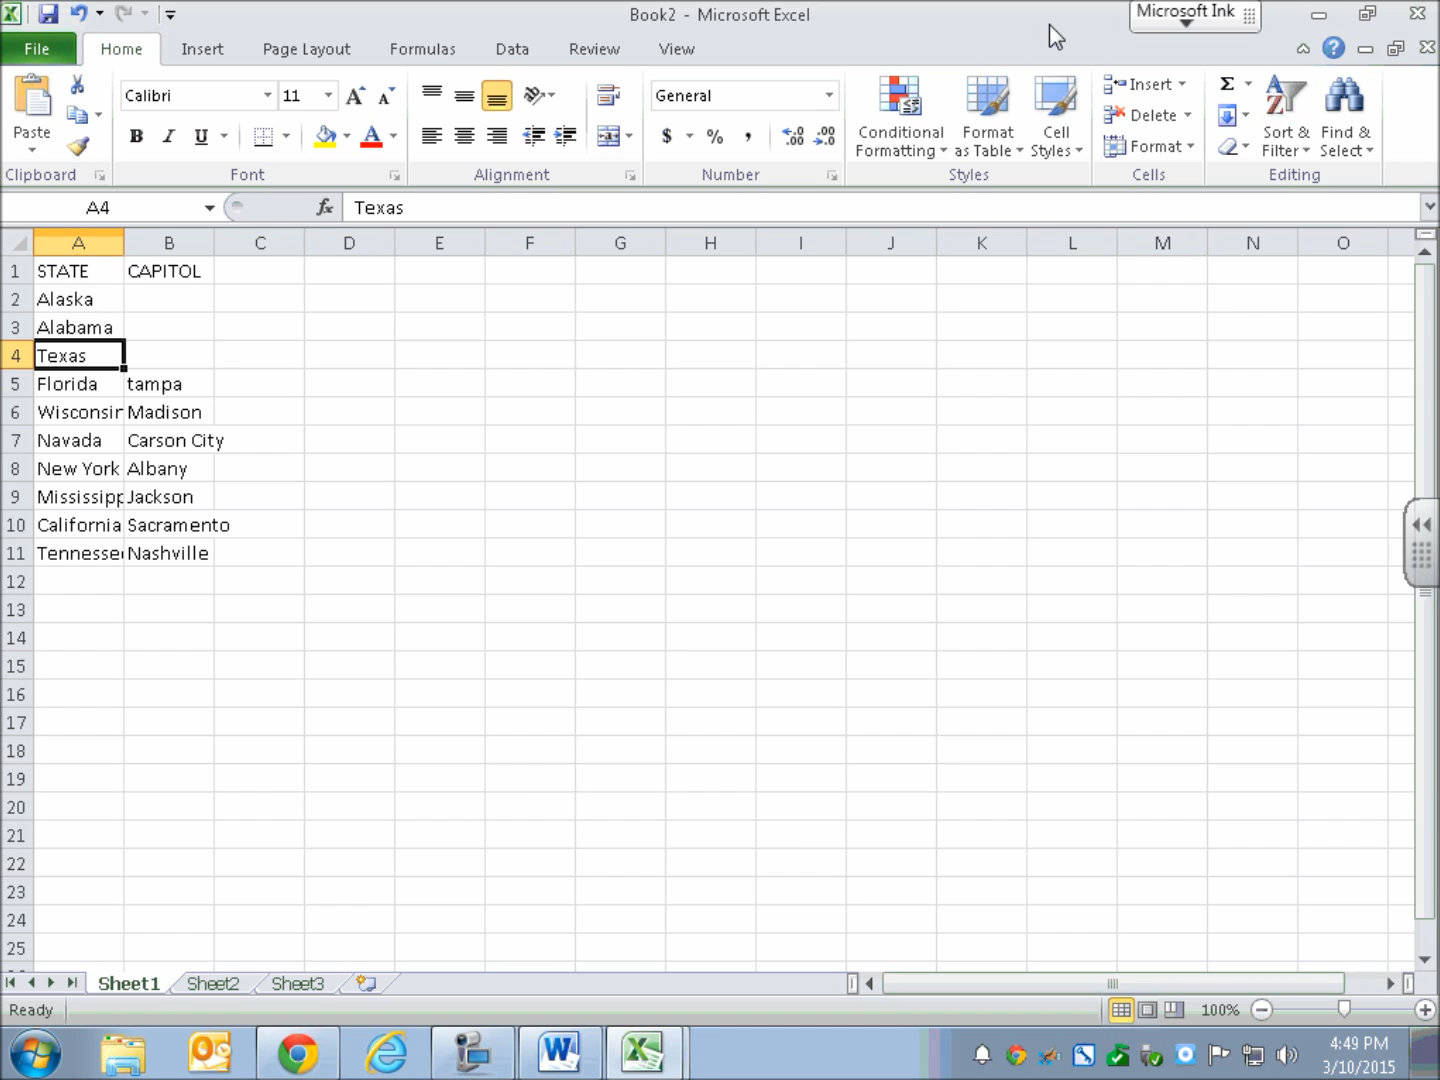 Book2 - Microsoft Excel
Microsoft Ink
File Home Insert Page Layout Formulas Data Review View
Paste
Calibri 11
B I U A
General
$ % ,
Conditional Formatting
Format as Table
Cell Styles
Insert
Delete
Format
Σ
Sort & Filter
Find & Select
Clipboard Font Alignment Number Styles Cells Editing
A4 fx Texas
A B C D E F G H I J K L M N O
1 STATE CAPITOL
2 Alaska
3 Alabama
4 Texas
5 Florida tampa
6 Wisconsin Madison
7 Navada Carson City
8 New York Albany
9 Mississipp Jackson
10 California Sacramento
11 Tennessee Nashville
12
13
14
15
16
17
18
19
20
21
22
23
24
25
Sheet1 Sheet2 Sheet3
Ready 100%
4:49 PM
3/10/2015